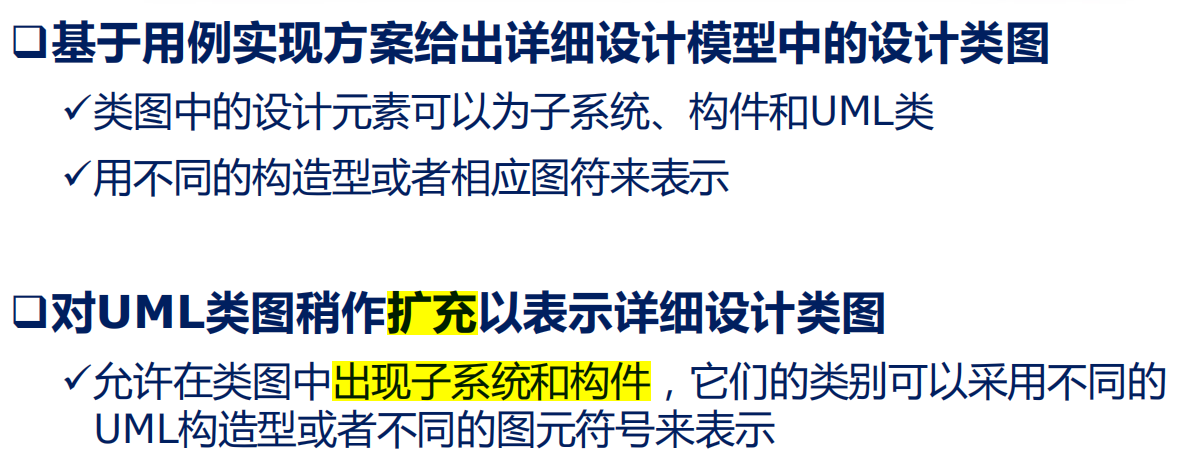 ❑基于用例实现方案给出详细设计模型中的设计类图
✓类图中的设计元素可以为子系统、构件和UML类
✓用不同的构造型或者相应图符来表示
❑对UML类图稍作扩充以表示详细设计类图
✓允许在类图中出现子系统和构件，它们的类别可以采用不同的
UML构造型或者不同的图元符号来表示